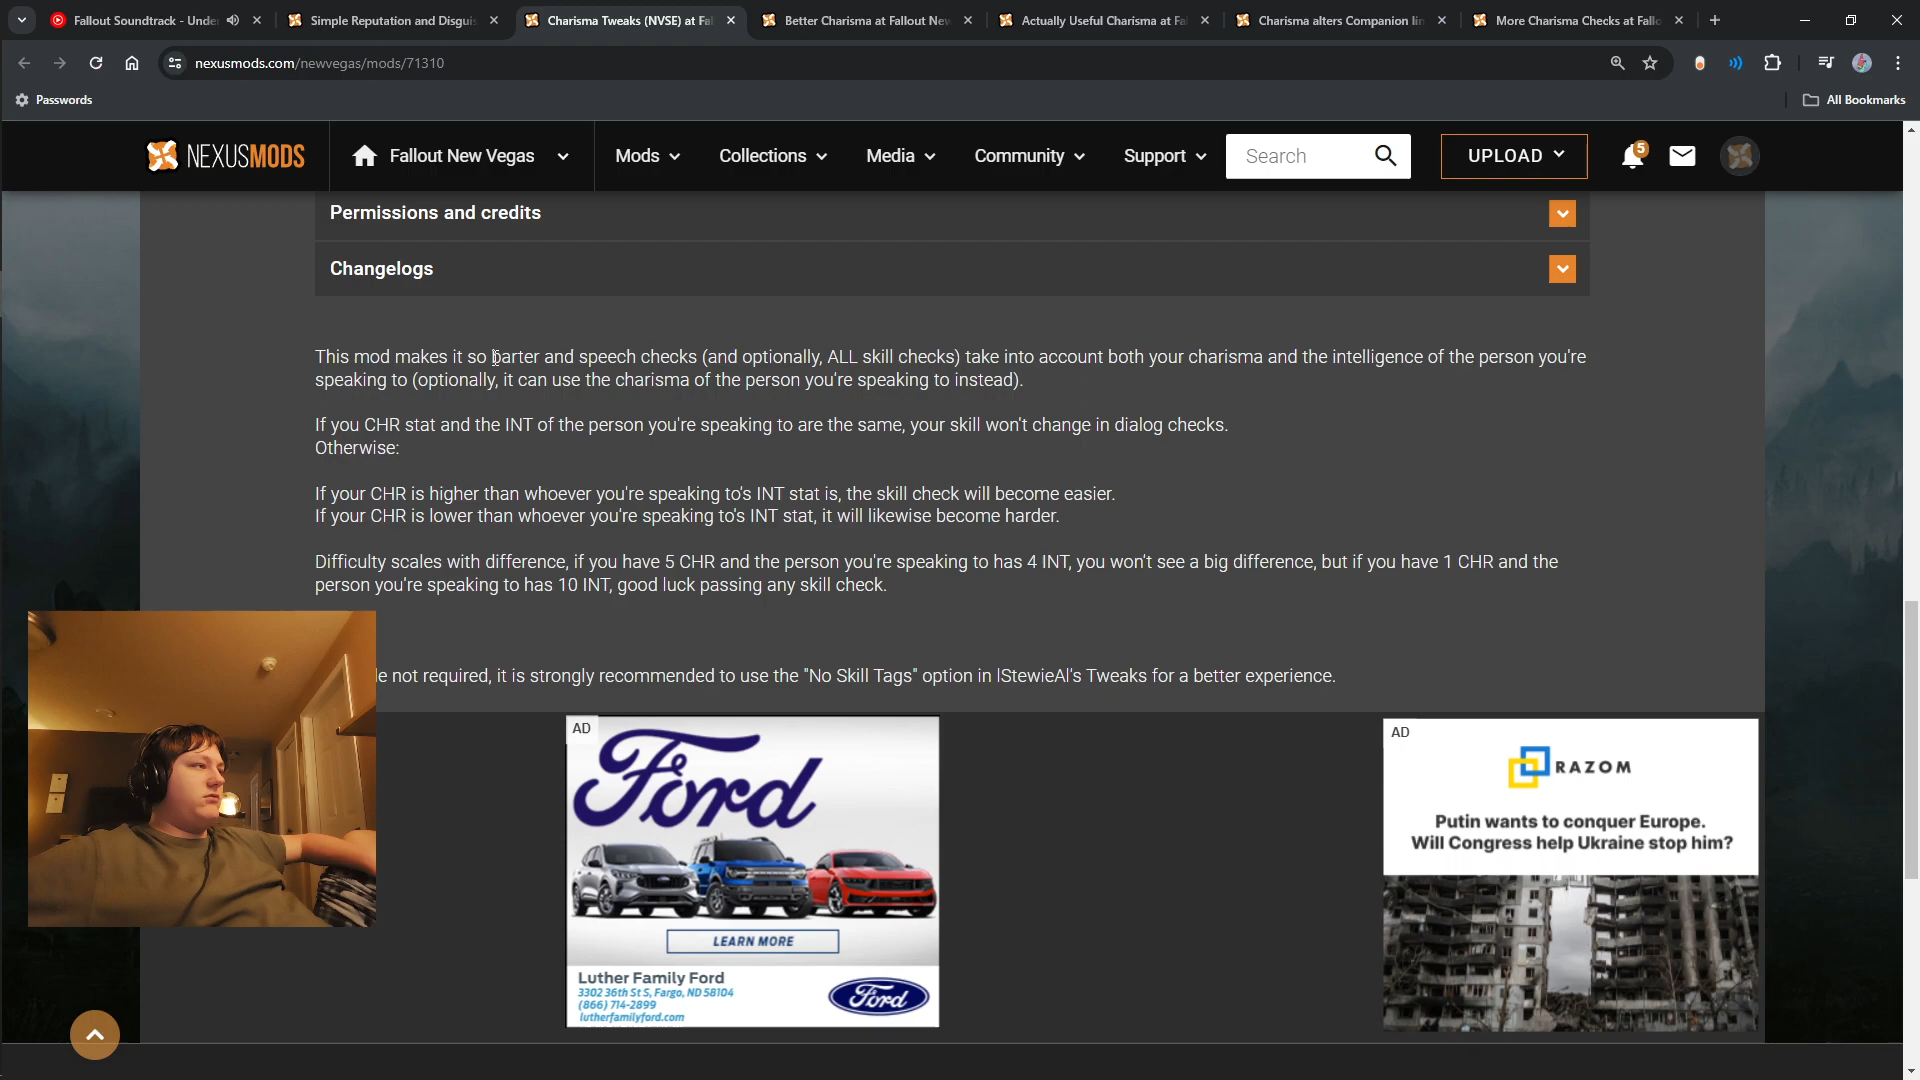 Fallout Soundtrack - Unde
Simple Reputation and Disguis
Charisma Tweaks (NVSE) at Fal
Better Charisma at Fallout New
Actually Useful Charisma at Fa
Charisma alters Companion lim
More Charisma Checks at Fallo
nexusmods.com/newvegas/mods/71310
Passwords
All Bookmarks
NEXUSMODS
Fallout New Vegas
Mods
Collections
Media
Community
Support
Search
UPLOAD
5
Permissions and credits
Changelogs
This mod makes it so barter and speech checks (and optionally, ALL skill checks) take into account both your charisma and the intelligence of the person you're
speaking to (optionally, it can use the charisma of the person you're speaking to instead).
If you CHR stat and the INT of the person you're speaking to are the same, your skill won't change in dialog checks.
Otherwise:
If your CHR is higher than whoever you're speaking to's INT stat is, the skill check will become easier.
If your CHR is lower than whoever you're speaking to's INT stat, it will likewise become harder.
Difficulty scales with difference, if you have 5 CHR and the person you're speaking to has 4 INT, you won't see a big difference, but if you have 1 CHR and the
person you're speaking to has 10 INT, good luck passing any skill check.
le not required, it is strongly recommended to use the "No Skill Tags" option in lStewieAl's Tweaks for a better experience.
AD
Ford
LEARN MORE
Luther Family Ford
3302 36th St S, Fargo, ND 58104
(866) 714-2899
lutherfamilyford.com
Ford
AD
RAZOM
Putin wants to conquer Europe.
Will Congress help Ukraine stop him?